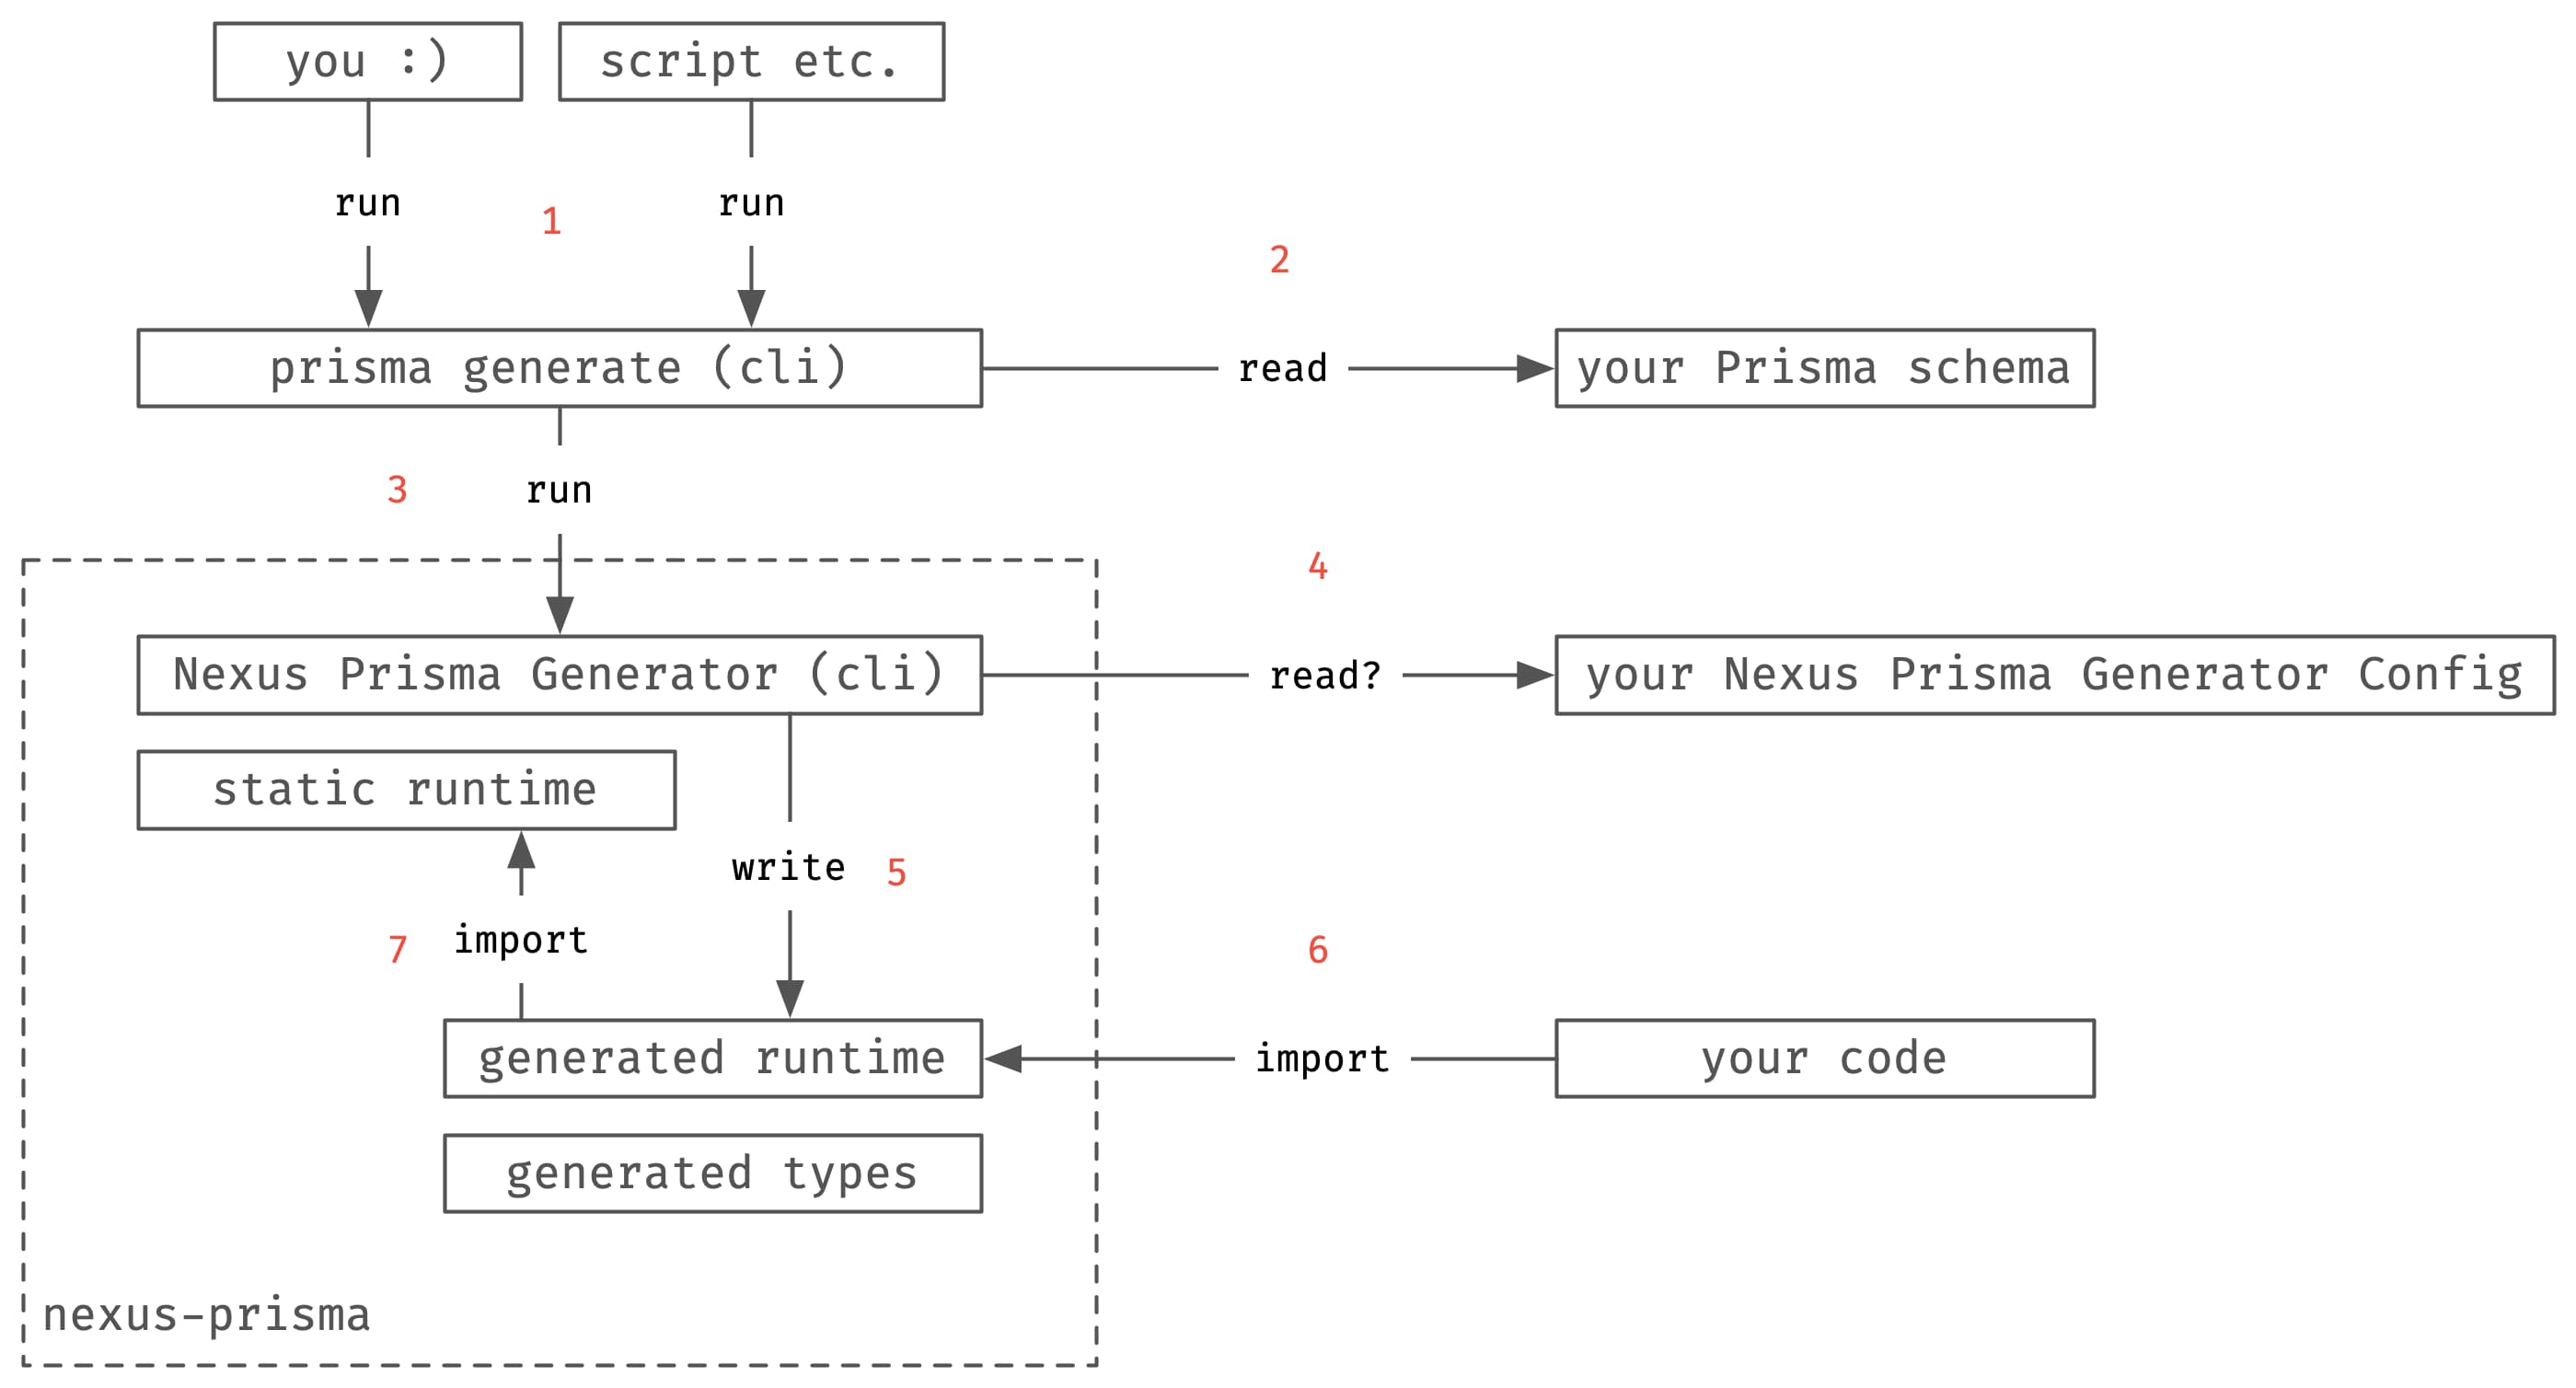 you :)
script etc.
run
1
run
2
prisma generate (cli)
read
your Prisma schema
3
run
4
Nexus Prisma Generator (cli)
read?
your Nexus Prisma Generator Config
static runtime
write
5
7
import
6
generated runtime
import
your code
generated types
nexus-prisma